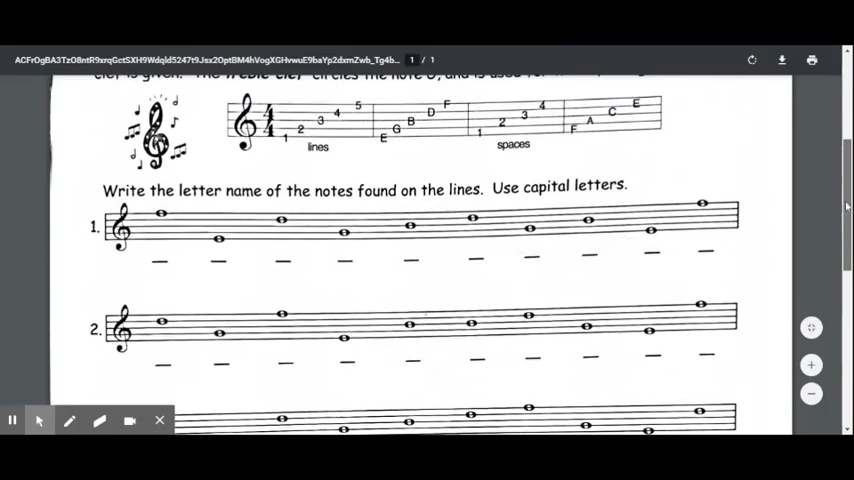 1 / 1
clef is given. The treble clef circles the note G, and is used for
4 1 2 3 4 5 E G B D F 1 2 3 4 F A C E
4
lines spaces
Write the letter name of the notes found on the lines. Use capital letters.
1.
2.